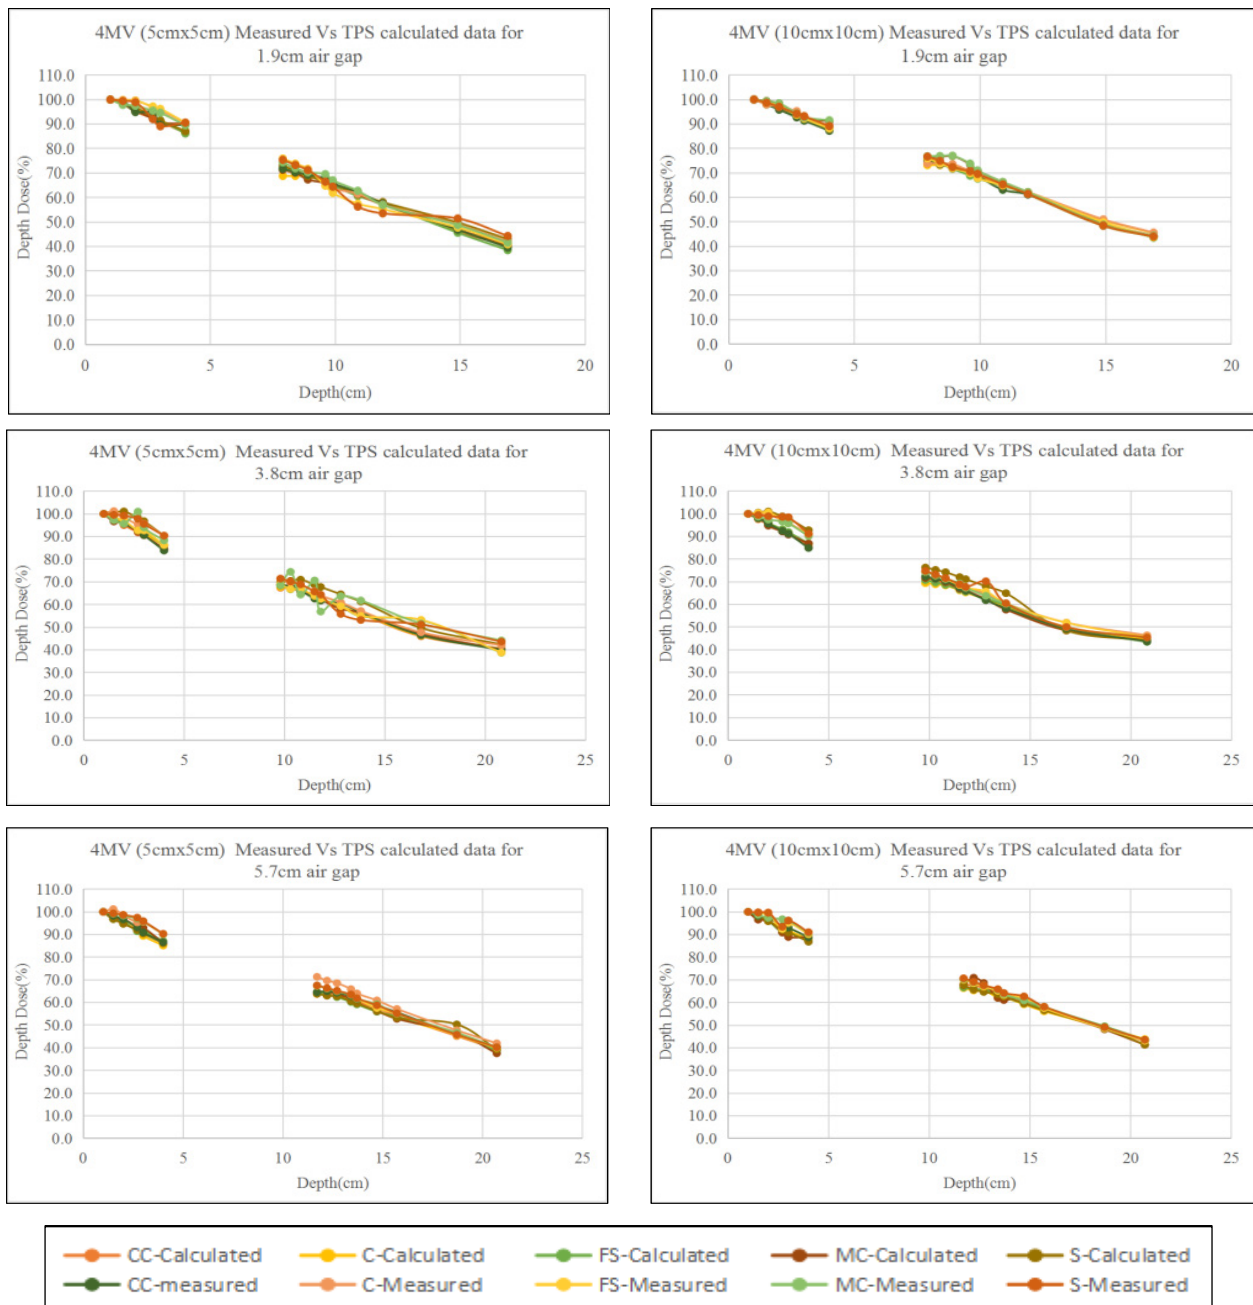 4MV (5cmx5cm) Measured Vs TPS calculated data for
1.9cm air gap
110.0
100.0
90.0
80.0
70.0
60.0
50.0
40.0
30.0
20.0
10.0
0.0
Depth Dose(%)
0 5 10 15 20
Depth(cm)
4MV (10cmx10cm) Measured Vs TPS calculated data for
1.9cm air gap
110.0
100.0
90.0
80.0
70.0
60.0
50.0
40.0
30.0
20.0
10.0
0.0
Depth Dose(%)
0 5 10 15 20
Depth(cm)
4MV (5cmx5cm) Measured Vs TPS calculated data for
3.8cm air gap
110.0
100.0
90.0
80.0
70.0
60.0
50.0
40.0
30.0
20.0
10.0
0.0
Depth Dose(%)
0 5 10 15 20 25
Depth(cm)
4MV (10cmx10cm) Measured Vs TPS calculated data for
3.8cm air gap
110.0
100.0
90.0
80.0
70.0
60.0
50.0
40.0
30.0
20.0
10.0
0.0
Depth Dose(%)
0 5 10 15 20 25
Depth(cm)
4MV (5cmx5cm) Measured Vs TPS calculated data for
5.7cm air gap
110.0
100.0
90.0
80.0
70.0
60.0
50.0
40.0
30.0
20.0
10.0
0.0
Depth Dose(%)
0 5 10 15 20 25
Depth(cm)
4MV (10cmx10cm) Measured Vs TPS calculated data for
5.7cm air gap
110.0
100.0
90.0
80.0
70.0
60.0
50.0
40.0
30.0
20.0
10.0
0.0
Depth Dose(%)
0 5 10 15 20 25
Depth(cm)
CC-Calculated C-Calculated FS-Calculated MC-Calculated S-Calculated
CC-measured C-Measured FS-Measured MC-Measured S-Measured